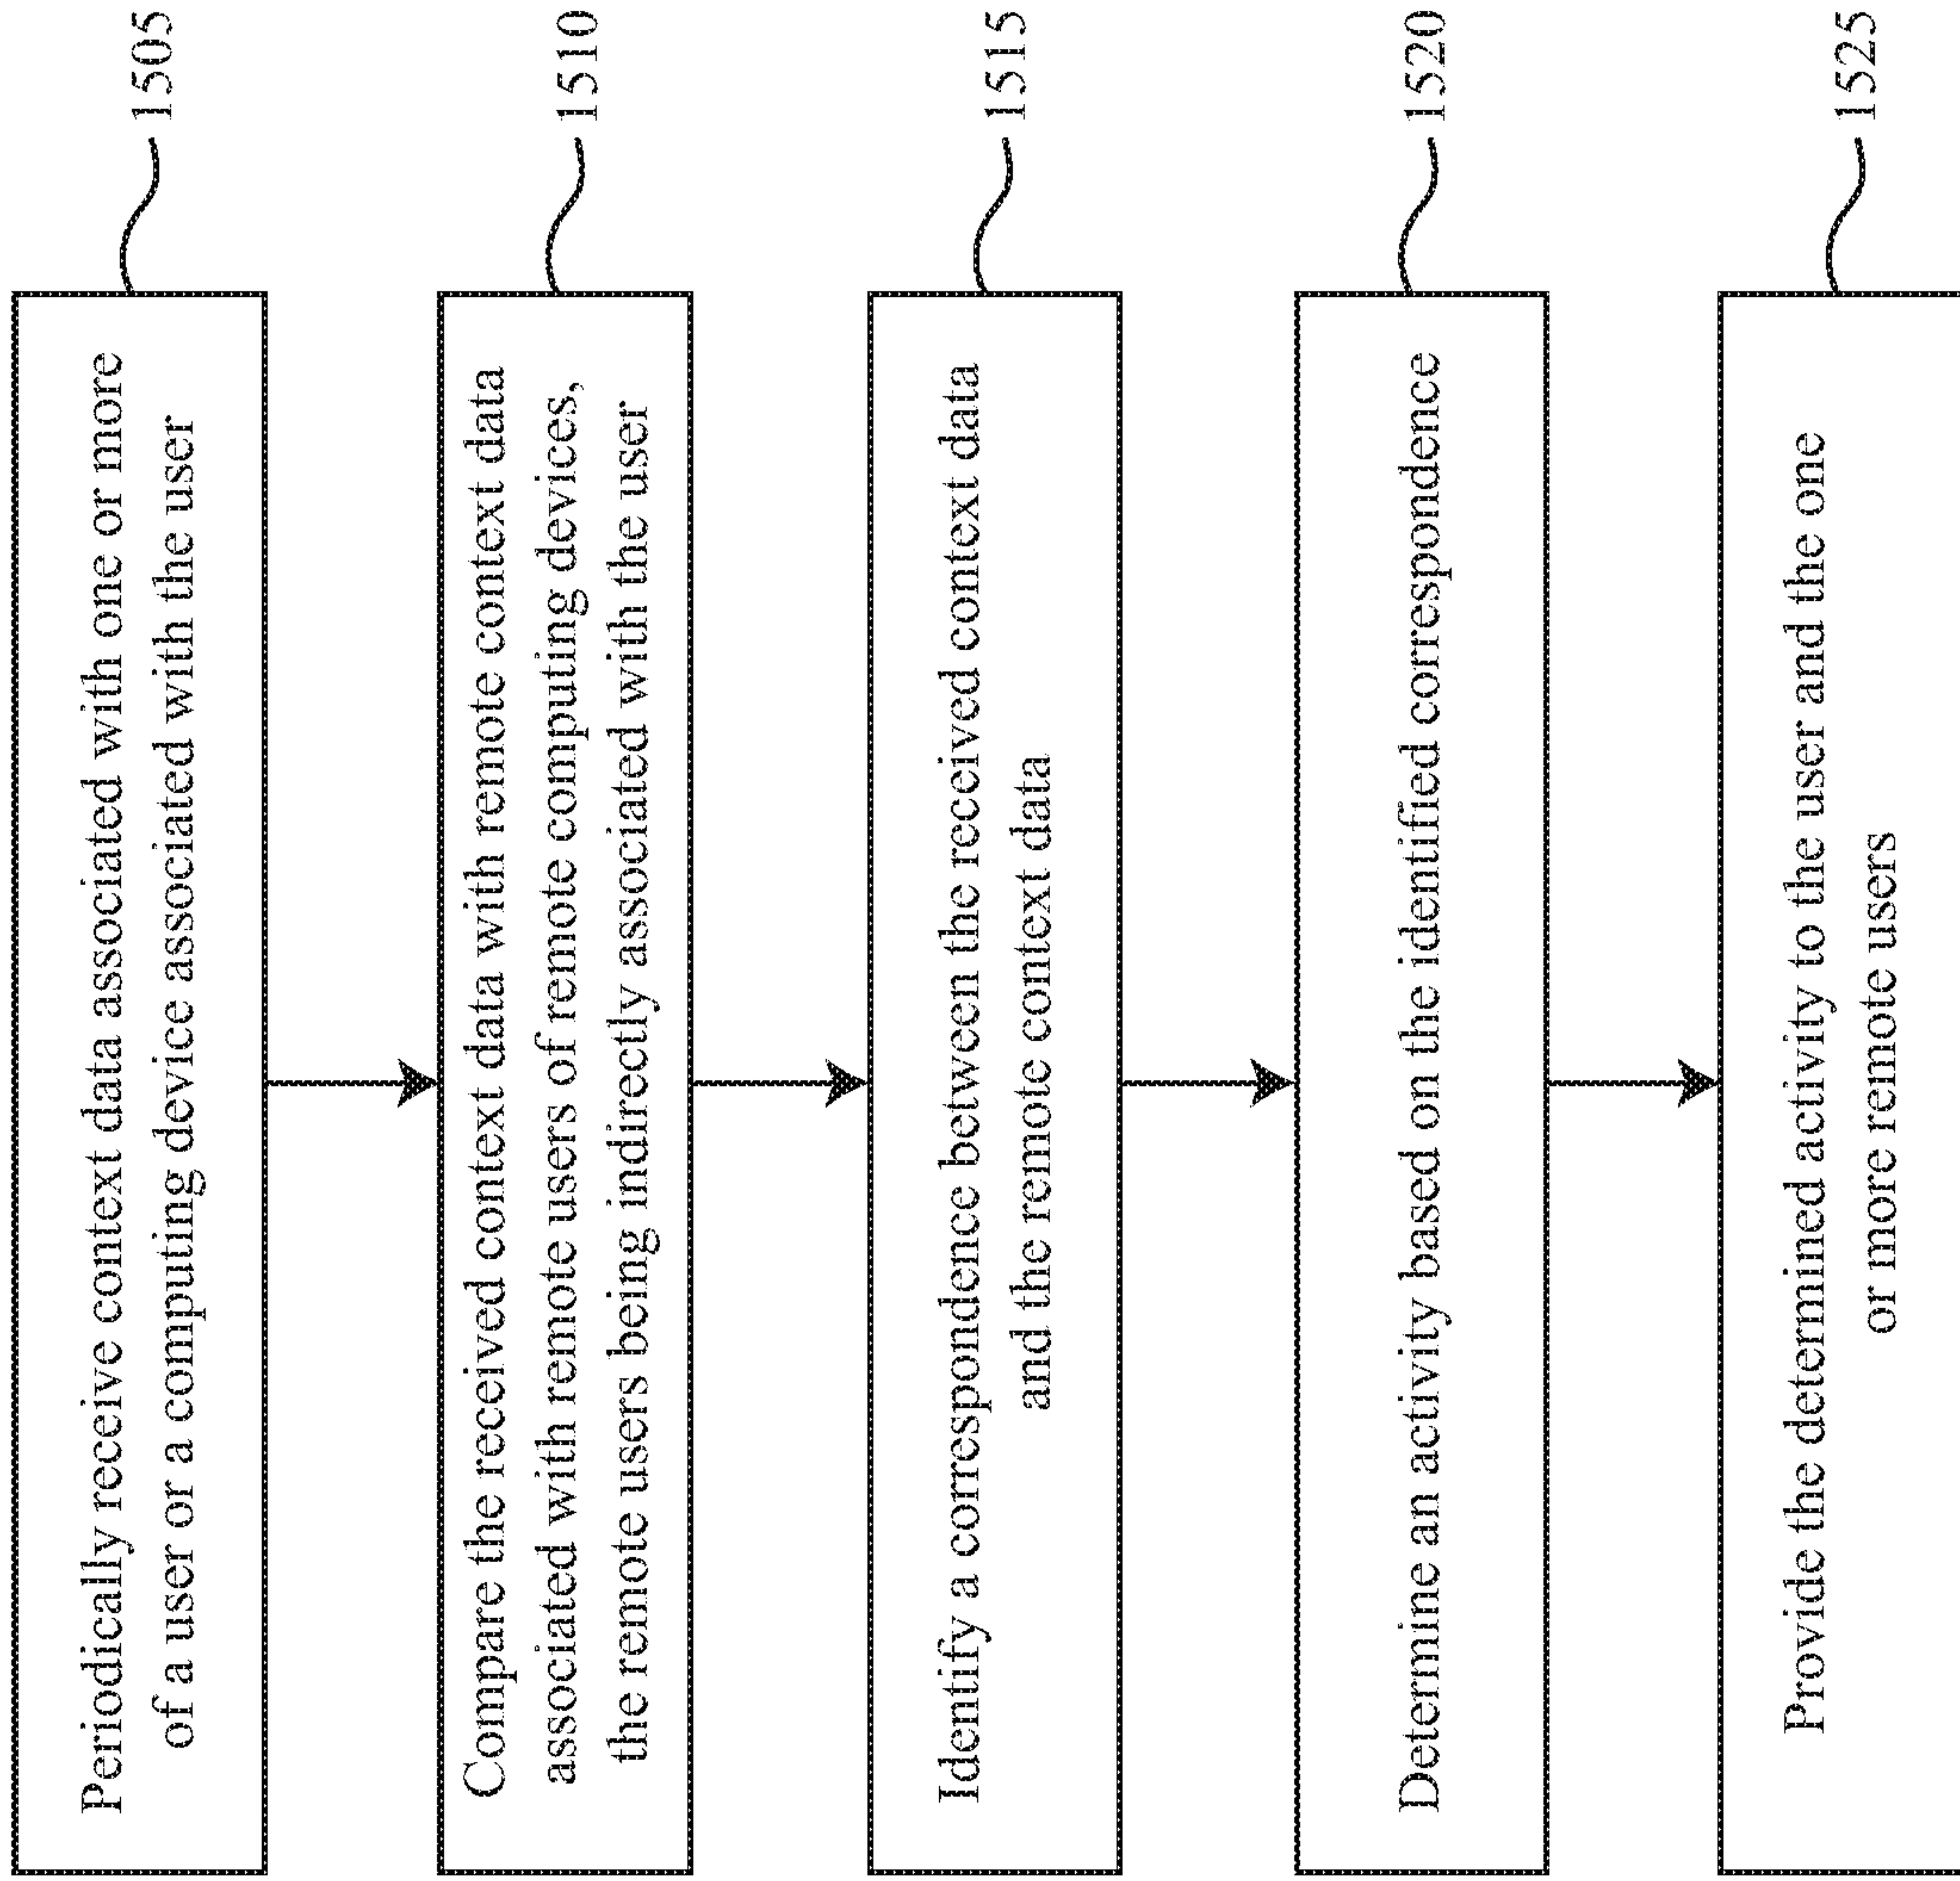 Periodically receive context data associated with one or more
of a user or a computing device associated with the user
1505
Compare the received context data with remote context data
associated with remote users of remote computing devices,
the remote users being indirectly associated with the user
1510
Identify a correspondence between the received context data
and the remote context data
1515
Determine an activity based on the identified correspondence
1520
Provide the determined activity to the user and the one
or more remote users
1525